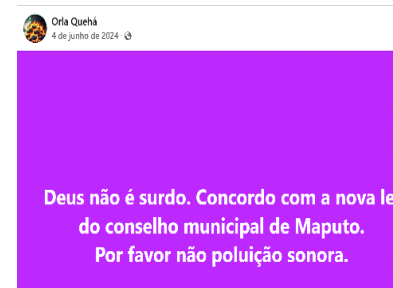 Orla Quehá
4 de junho de 2024 ·
Deus não é surdo. Concordo com a nova le
do conselho municipal de Maputo.
Por favor não poluição sonora.